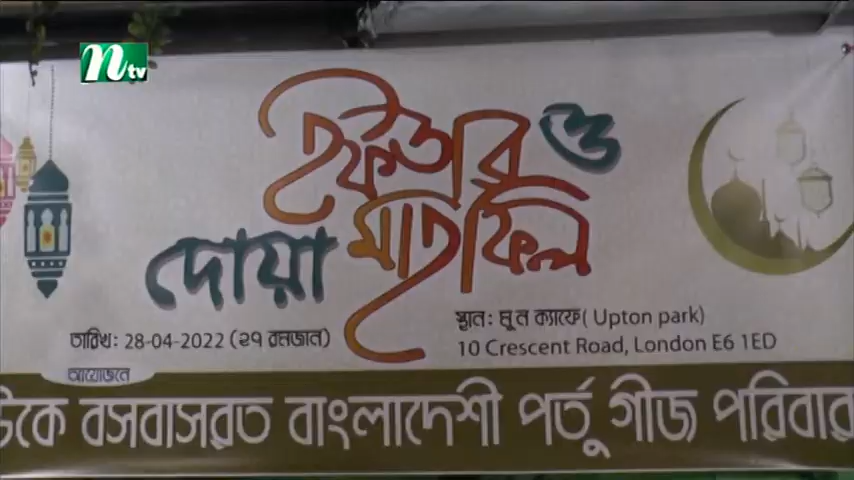 ntv
ইফতার ও
দোয়া মাহফিল
তারিখ: 28-04-2022 (২৭ রমজান)
স্থান: মুন ক্যাফে( Upton park)
10 Crescent Road, London E6 1ED
আয়োজনে
বসবাসরত বাংলাদেশী পর্তুগীজ পরিবার